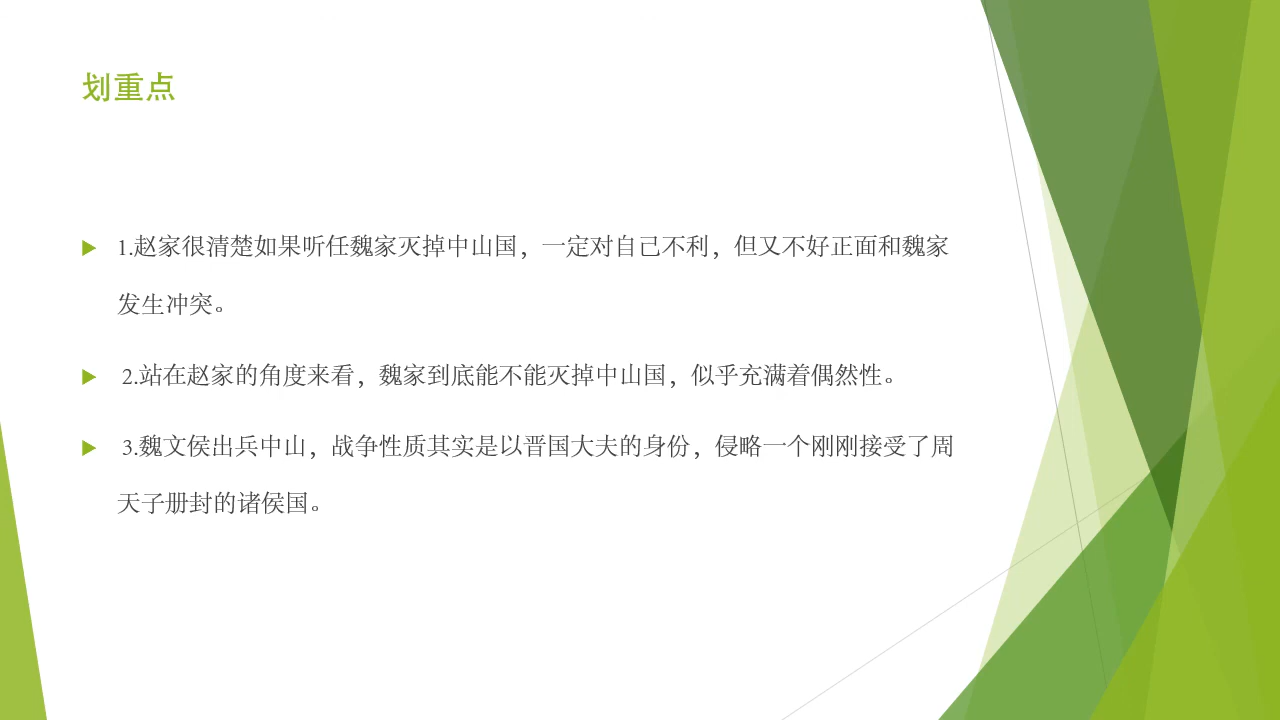 划重点
1.赵家很清楚如果听任魏家灭掉中山国，一定对自己不利，但又不好正面和魏家
发生冲突。
2.站在赵家的角度来看，魏家到底能不能灭掉中山国，似乎充满着偶然性。
3.魏文侯出兵中山，战争性质其实是以晋国大夫的身份，侵略一个刚刚接受了周
天子册封的诸侯国。